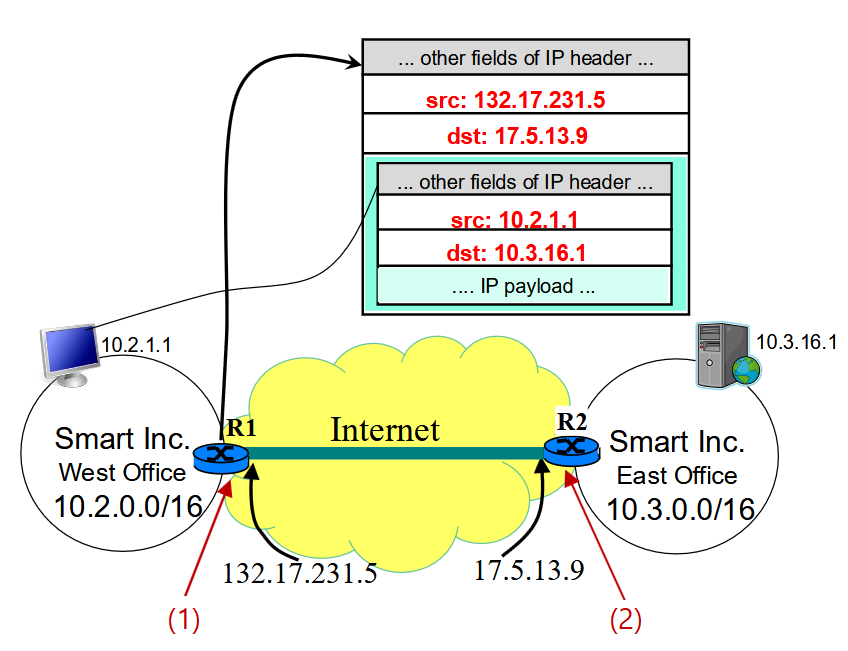 ... other fields of IP header ...
src: 132.17.231.5
dst: 17.5.13.9
... other fields of IP header ...
src: 10.2.1.1
dst: 10.3.16.1
.... IP payload ...
10.2.1.1
10.3.16.1
R1
R2
Internet
Smart Inc.
West Office
10.2.0.0/16
Smart Inc.
East Office
10.3.0.0/16
132.17.231.5
17.5.13.9
(1)
(2)